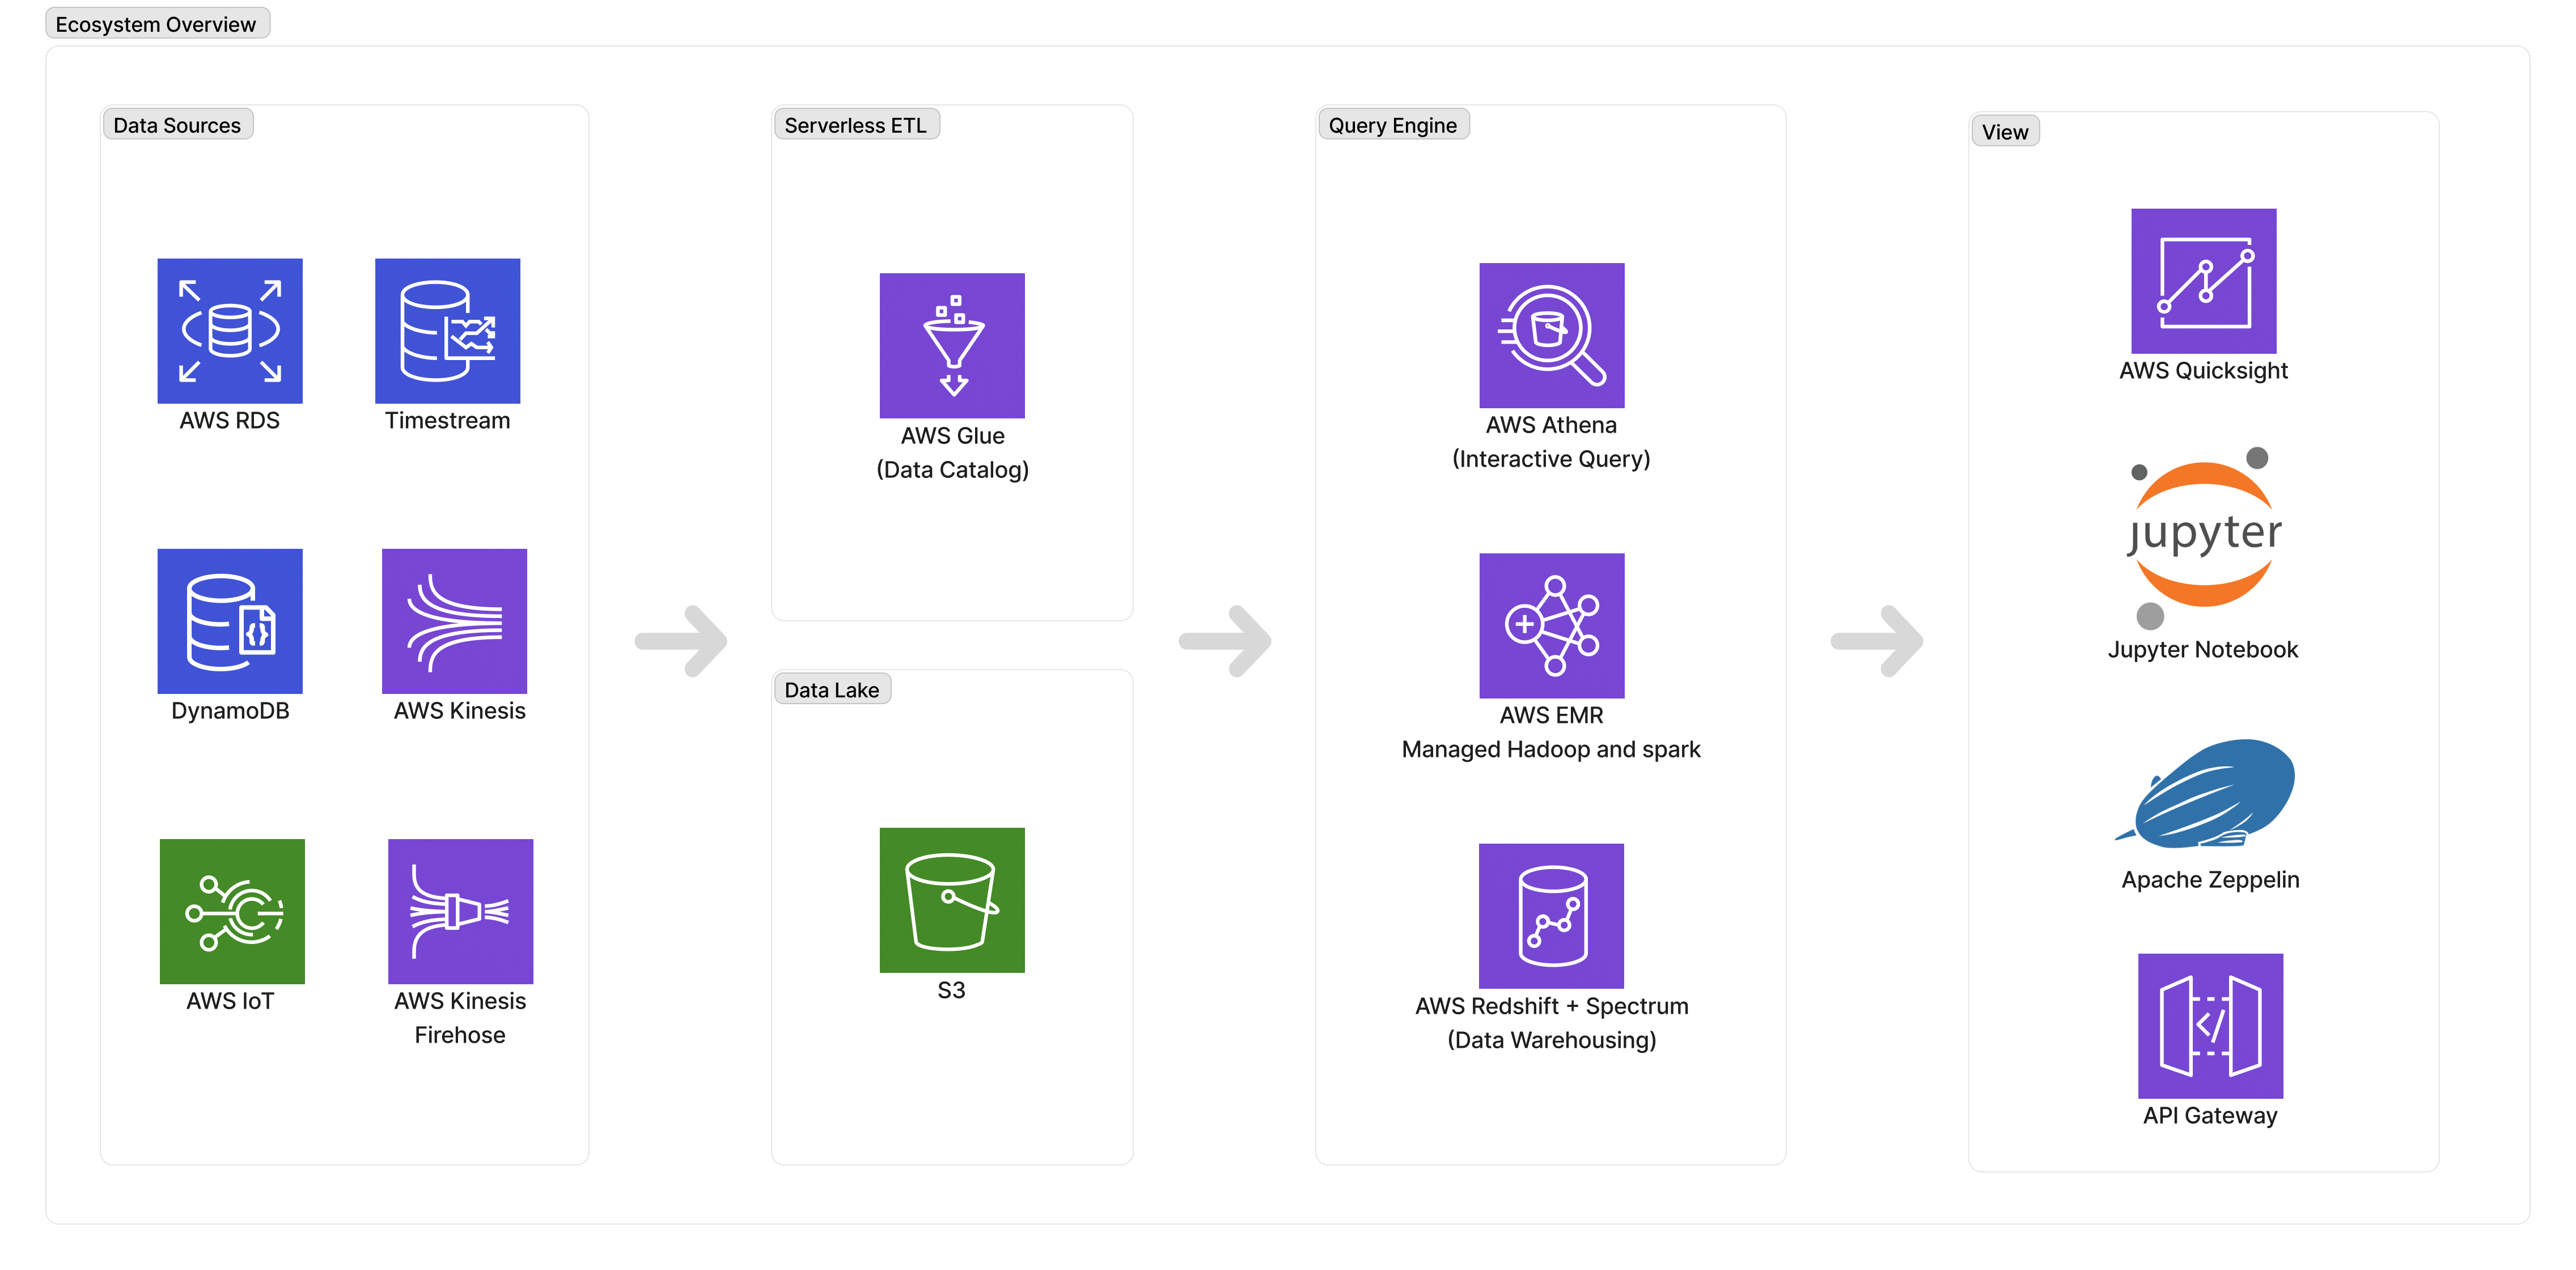 Ecosystem Overview
Data Sources
AWS RDS
Timestream
DynamoDB
AWS Kinesis
AWS IoT
AWS Kinesis
Firehose
Serverless ETL
AWS Glue
(Data Catalog)
Data Lake
S3
Query Engine
AWS Athena
(Interactive Query)
AWS EMR
Managed Hadoop and spark
AWS Redshift + Spectrum
(Data Warehousing)
View
AWS Quicksight
jupyter
Jupyter Notebook
Apache Zeppelin
</>
API Gateway